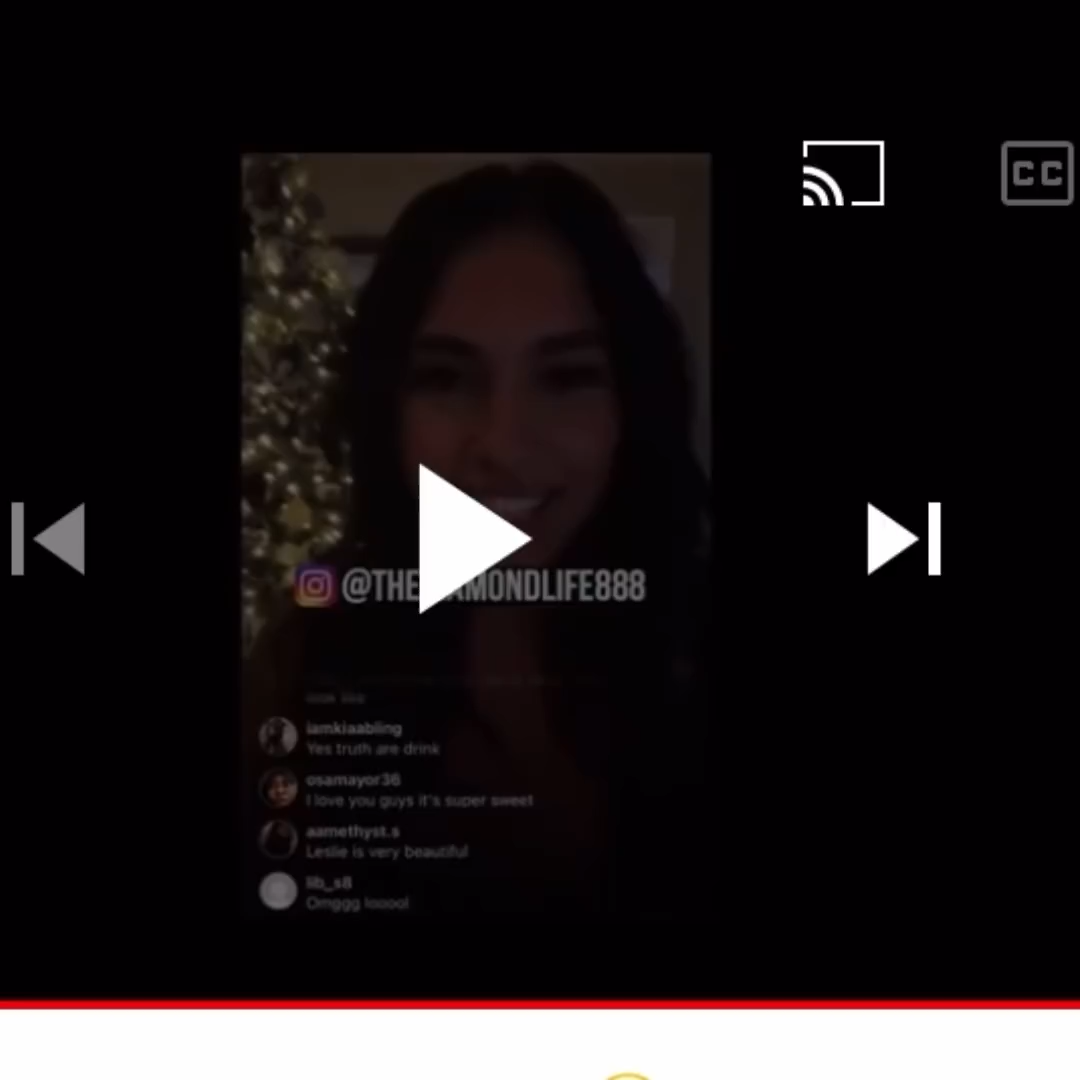 CC
@THE AMONDLIFE888
iamkiaabling
Yes truth are drink
osamayor36
I love you guys it's super sweet
aamethyst.s
Leslie is very beautiful
lib_s8
Omggg looool